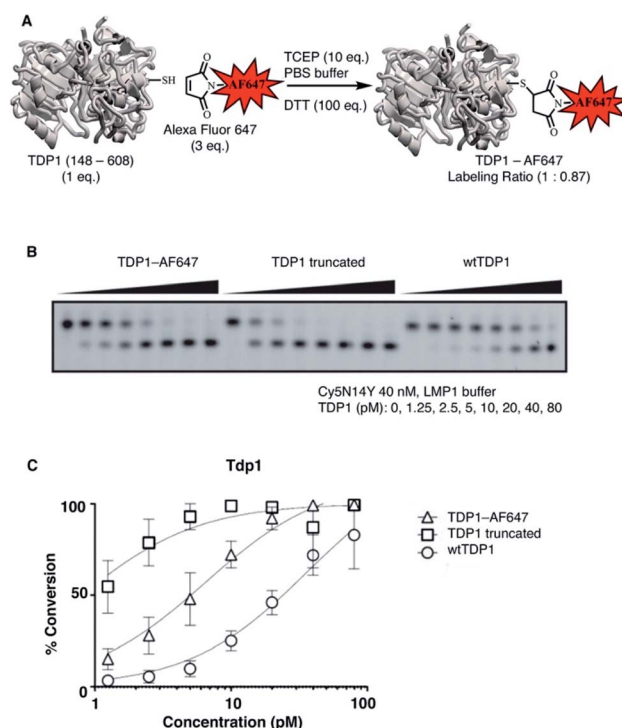 A
SH
O
N
O
AF647
Alexa Fluor 647
(3 eq.)
TDP1 (148 – 608)
(1 eq.)
TCEP (10 eq.)
PBS buffer
DTT (100 eq.)
S
O
N
O
AF647
TDP1 – AF647
Labeling Ratio (1 : 0.87)
B
TDP1–AF647 TDP1 truncated wtTDP1
Cy5N14Y 40 nM, LMP1 buffer
TDP1 (pM): 0, 1.25, 2.5, 5, 10, 20, 40, 80
C
Tdp1
% Conversion
100
50
0
1 10 100
Concentration (pM)
TDP1–AF647
TDP1 truncated
wtTDP1